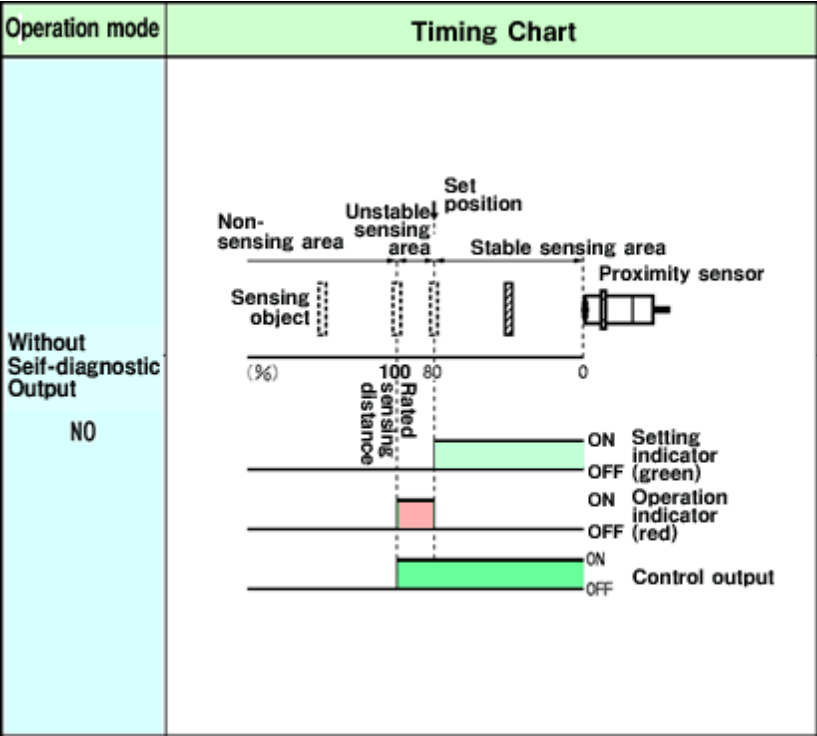 Operation mode
Timing Chart
Without
Seif-diagnostic
Output
NO
Set
position
Unstable
sensing
area
Non-
sensing area
Stable sensing area
Proximity sensor
Sensing
object
(%)
100
80
0
Rated
sensing
distance
ON
OFF
Setting
indicator
(green)
ON
OFF
Operation
indicator
(red)
ON
OFF
Control output